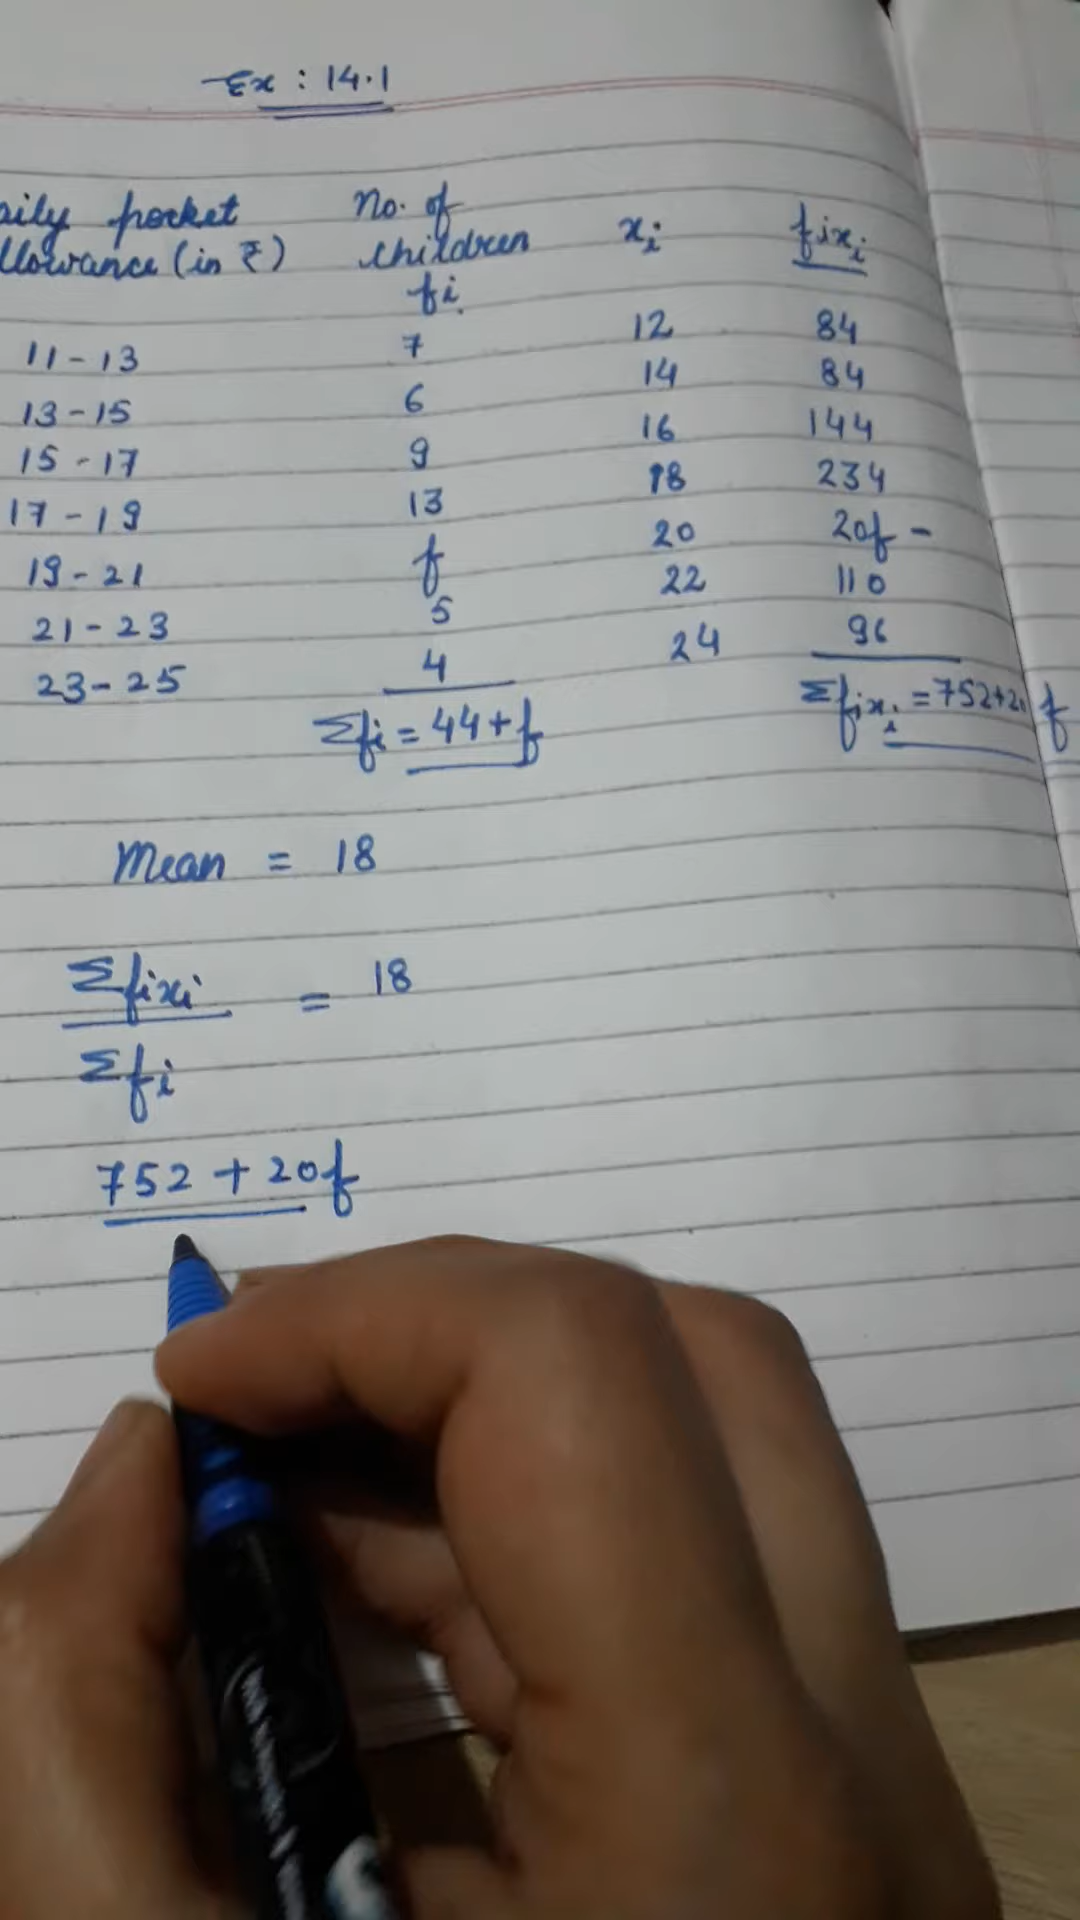 Ex : 14.1
aily pocket no. of
llowance (in ₹) children xi fixi
fi
11-13 7 12 84
13-15 6 14 84
15-17 9 16 144
17-19 13 18 234
19-21 f 20 20f -
21-23 5 22 110
23-25 4 24 96
Σfi = 44+f Σfixi = 752+20f
Mean = 18
Σfixi = 18
Σfi
752 + 20f